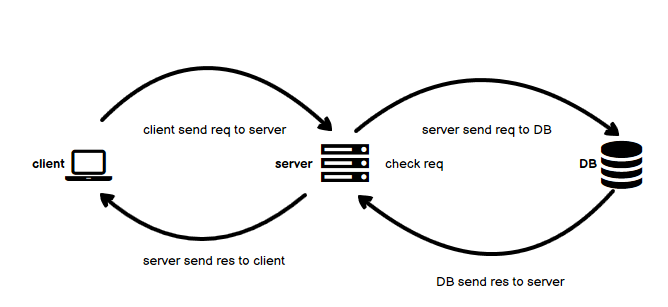 client send req to server
server send req to DB
client
server
check req
DB
server send res to client
DB send res to server